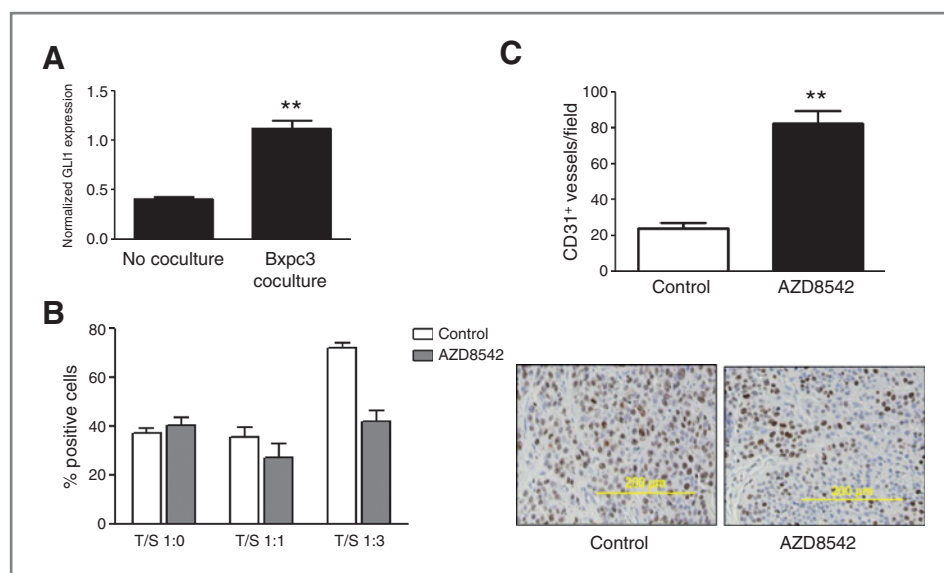 A
Normalized GLI1 expression
1.5
1.0
0.5
0.0
**
No coculture
Bxpc3
coculture
B
% positive cells
80
60
40
20
0
T/S 1:0
T/S 1:1
T/S 1:3
Control
AZD8542
C
CD31⁺ vessels/field
100
80
60
40
20
0
**
Control
AZD8542
200 µm
200 µm
Control
AZD8542